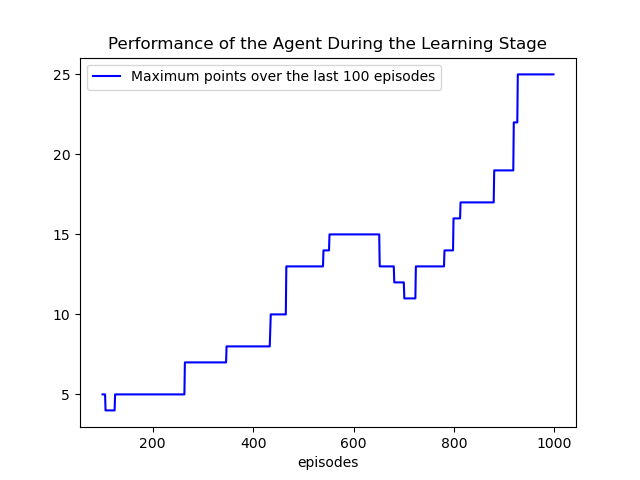 Performance of the Agent During the Learning Stage
Maximum points over the last 100 episodes
25
20
15
10
5
200 400 600 800 1000
episodes